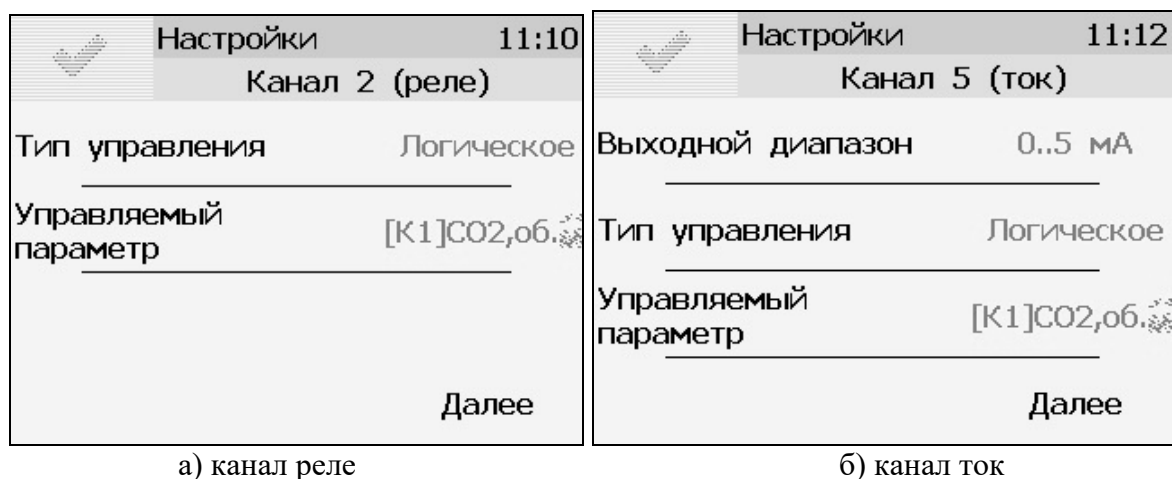 Настройки 11:10
Канал 2 (реле)
Тип управления Логическое
Управляемый
параметр [K1]CO2,об.
Далее
а) канал реле
Настройки 11:12
Канал 5 (ток)
Выходной диапазон 0..5 мА
Тип управления Логическое
Управляемый
параметр [K1]CO2,об.
Далее
б) канал ток